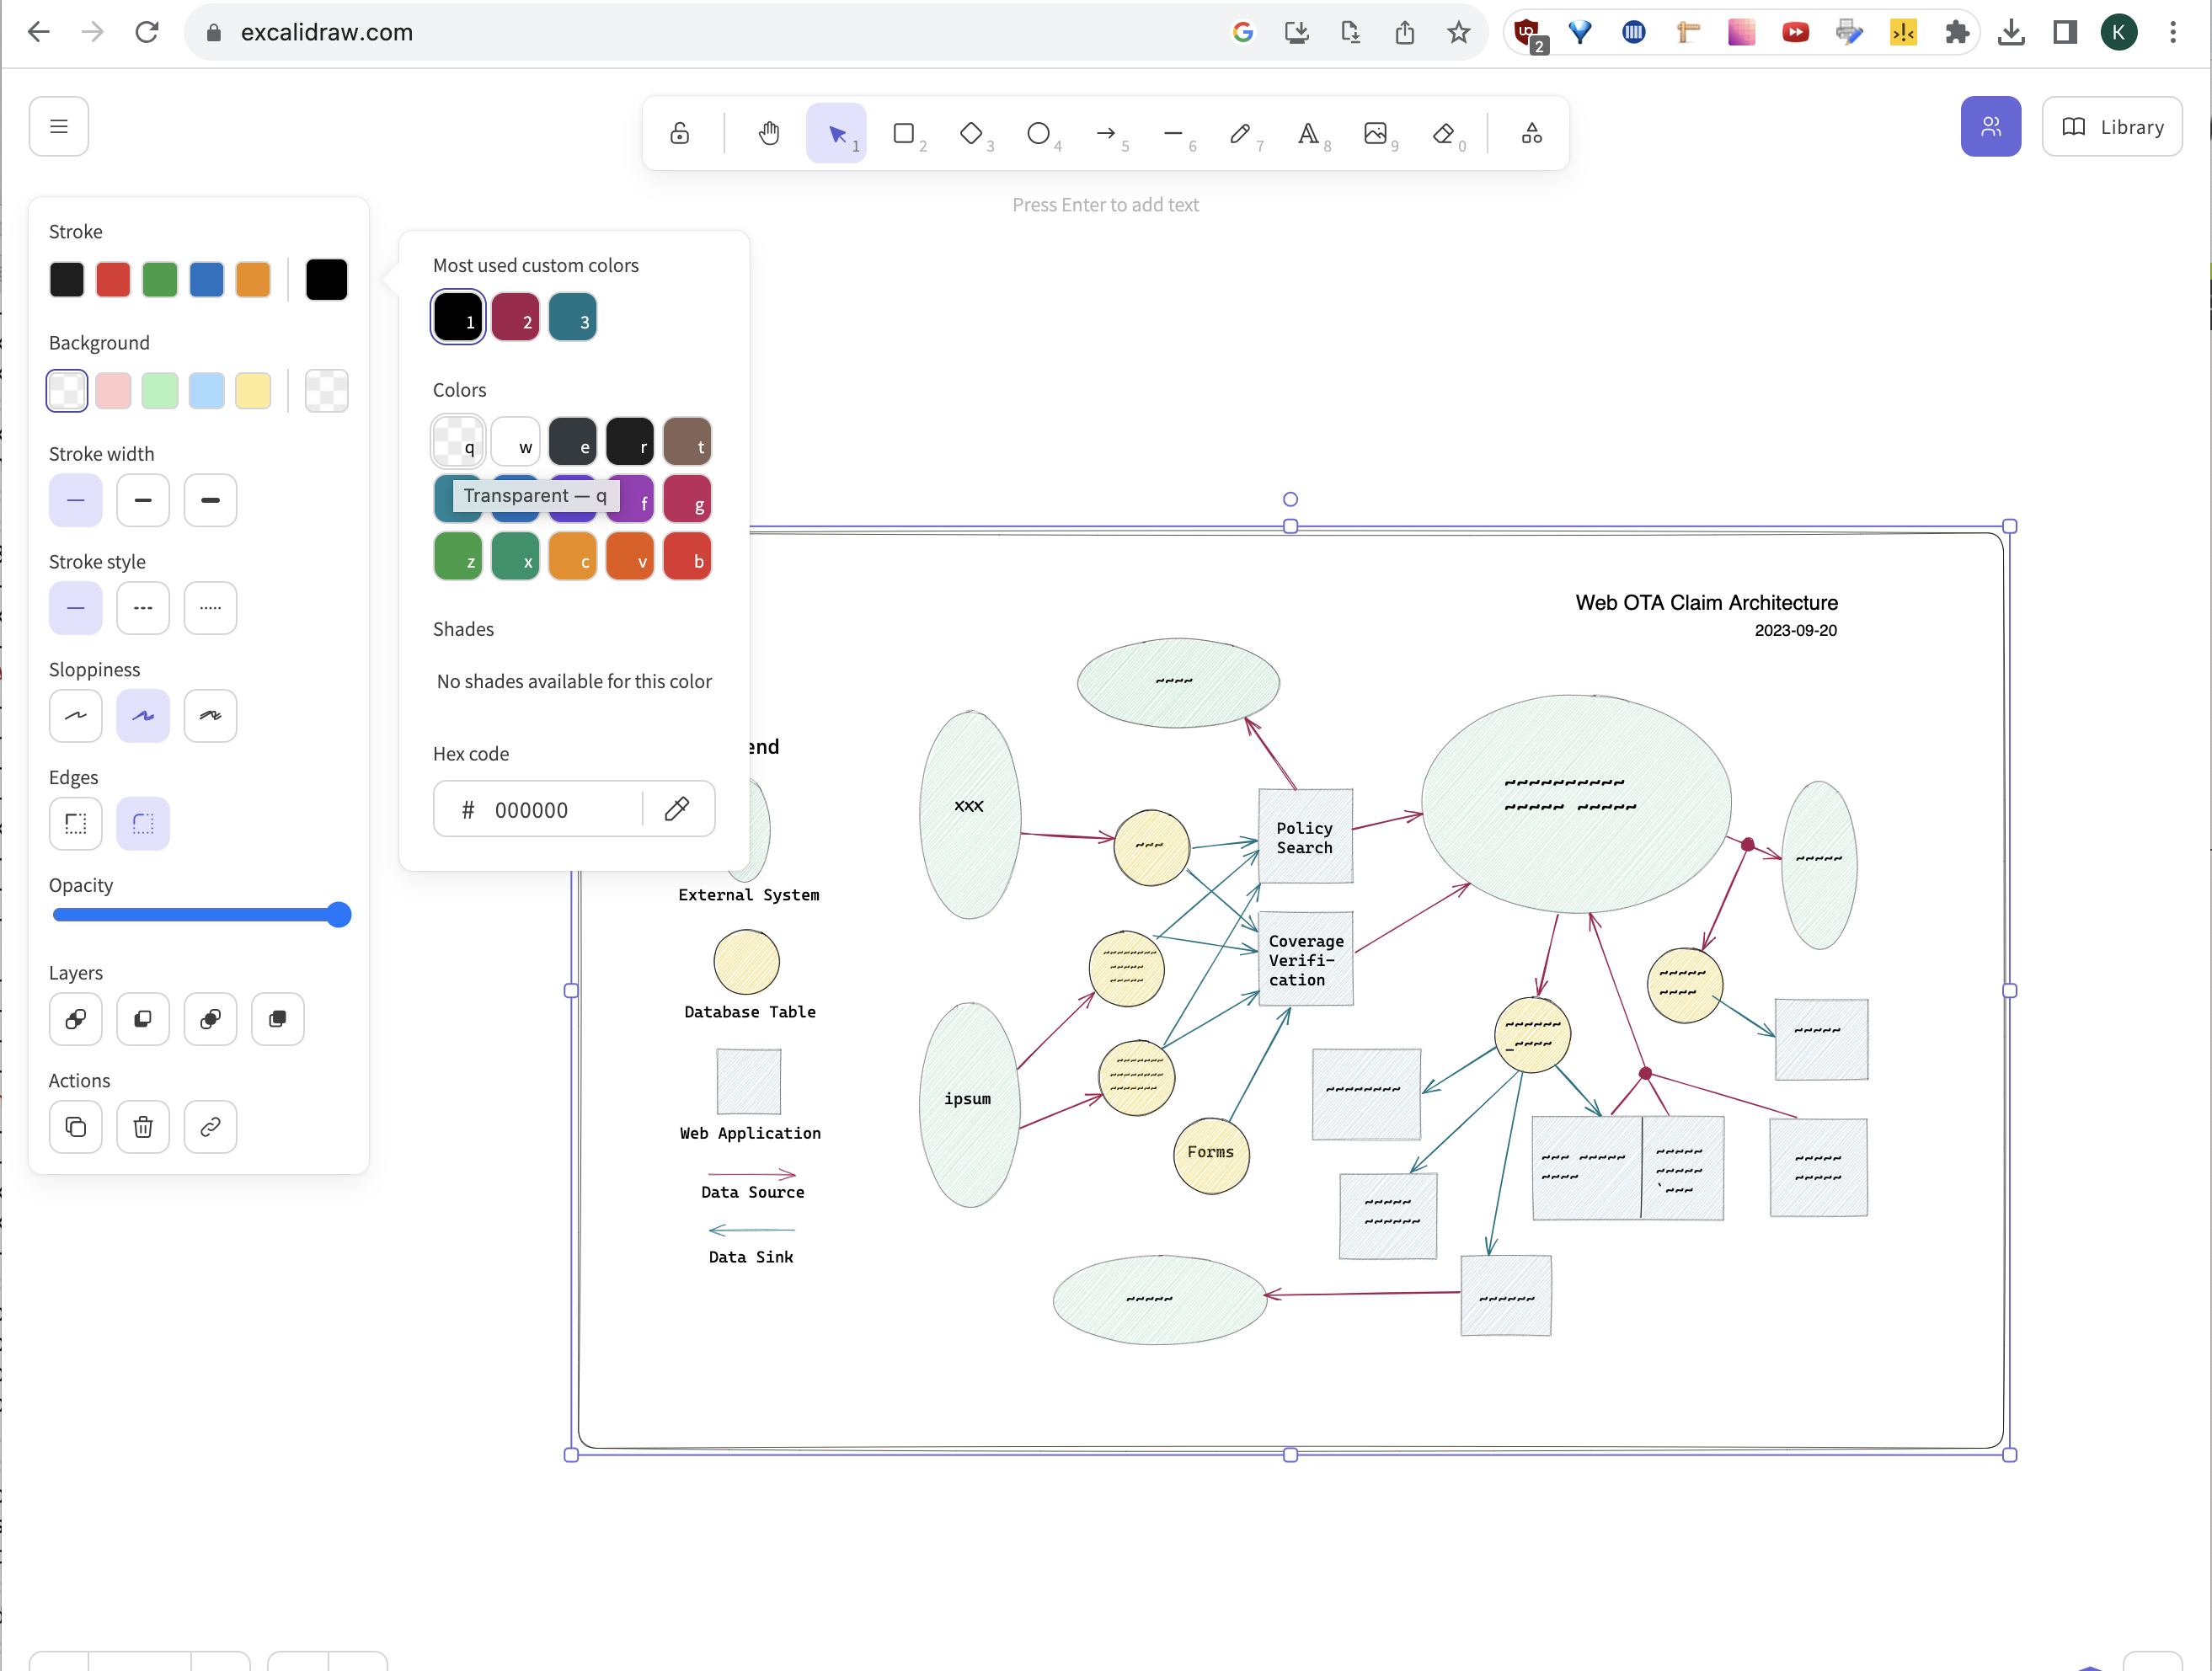 excalidraw.com
2
K
1
2
3
4
5
6
7
8
9
0
Library
Press Enter to add text
Stroke
Background
Stroke width
Stroke style
Sloppiness
Edges
Opacity
Layers
Actions
Most used custom colors
1 2 3
Colors
q w e r t
Transparent — q
f g
z x c v b
Shades
No shades available for this color
Hex code
# 000000
Web OTA Claim Architecture
2023-09-20
end
External System
Database Table
Web Application
Data Source
Data Sink
~~~~
xxx
~~~
Policy
Search
~~~~~~~~~~
~~~~~ ~~~~~
~~~~~
Coverage
Verifi-
cation
ipsum
Forms
~~~~~
~~~~
~~~~~
~~~~~~
_~~~~
~~~~~~~~
~~~ ~~~~~
~~~~
~~~~~
~~~~~
`~~~
~~~~~
~~~~~
~~~~~
~~~~~~
~~~~~
~~~~~~